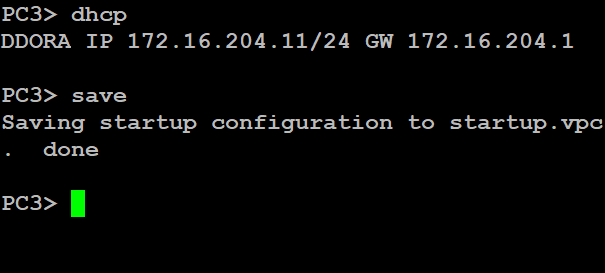 PC3> dhcp
DDORA IP 172.16.204.11/24 GW 172.16.204.1
PC3> save
Saving startup configuration to startup.vpc
.  done
PC3>